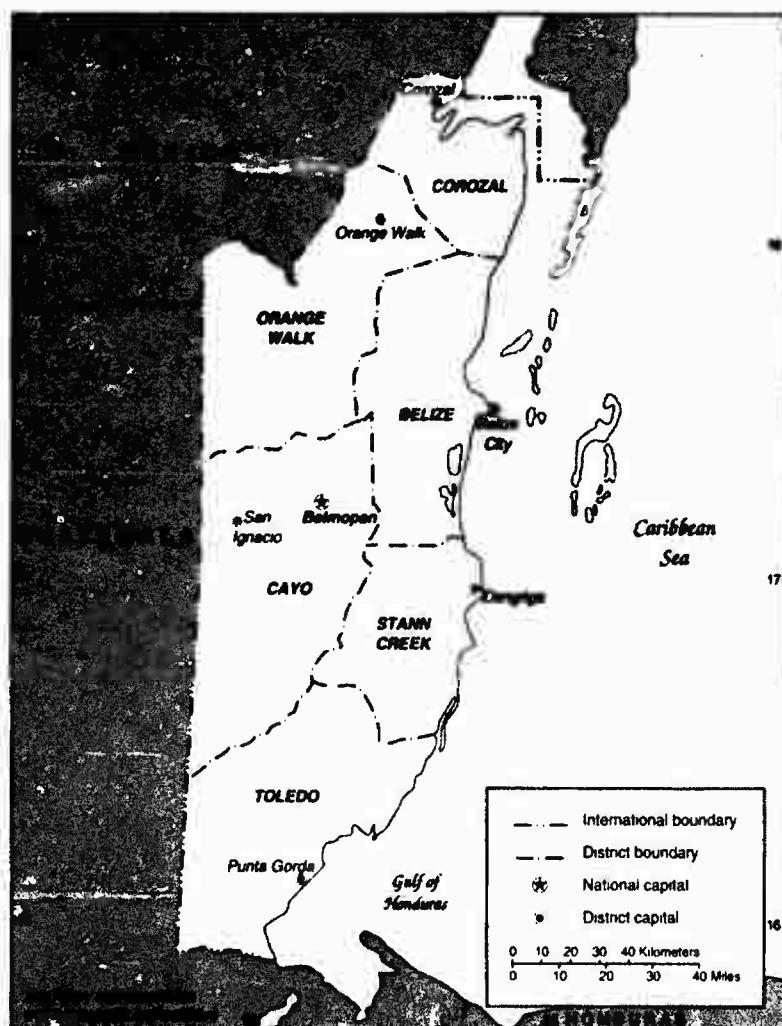 Corozal
COROZAL
Orange Walk
ORANGE
WALK
BELIZE
Belize
City
San
Ignacio
Belmopan
Caribbean
Sea
CAYO
17
Dangriga
STANN
CREEK
TOLEDO
Punta Gorda
Gulf of
Honduras
International boundary
District boundary
National capital
District capital
16
0 10 20 30 40 Kilometers
0 10 20 30 40 Miles